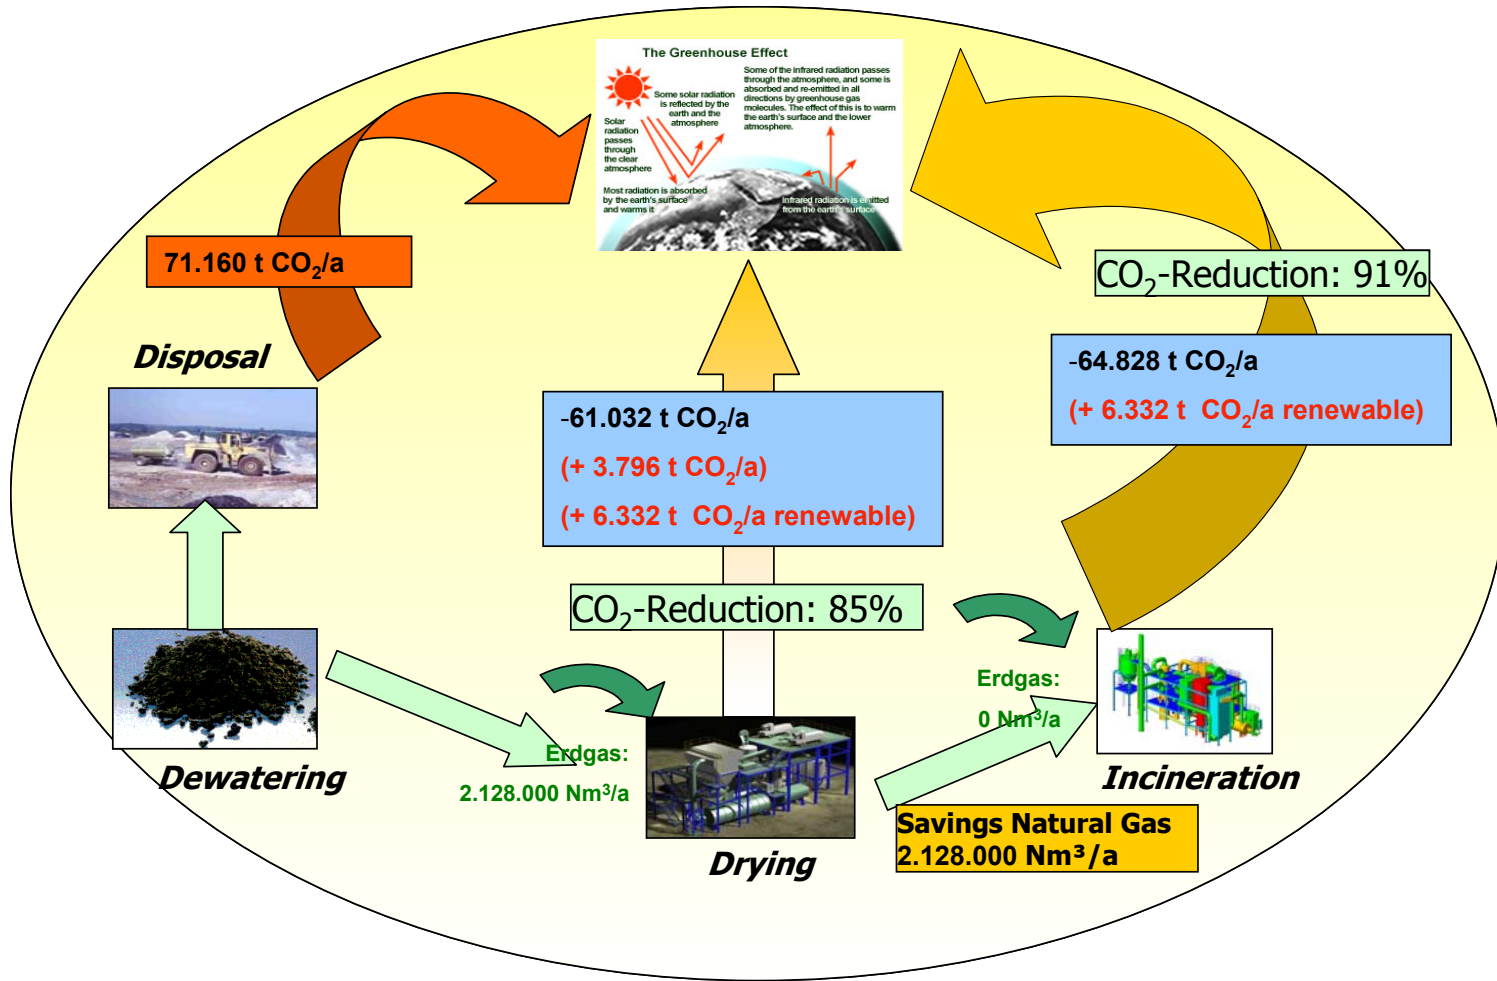 The Greenhouse Effect
Some of the infrared radiation passes
through the atmosphere, and some is
absorbed and re-emitted in all
directions by greenhouse gas
molecules. The effect of this is to warm
the earth's surface and the lower
atmosphere.
Some solar radiation
is reflected by the
earth and the
atmosphere
Solar
radiation
passes
through
the clear
atmosphere
Most radiation is absorbed
by the earth's surface
and warms it
Infrared radiation is emitted
from the earth's surface
71.160 t CO₂/a
CO₂-Reduction: 91%
Disposal
-64.828 t CO₂/a
(+ 6.332 t CO₂/a renewable)
-61.032 t CO₂/a
(+ 3.796 t CO₂/a)
(+ 6.332 t CO₂/a renewable)
CO₂-Reduction: 85%
Erdgas:
0 Nm³/a
Erdgas:
2.128.000 Nm³/a
Dewatering
Incineration
Savings Natural Gas
2.128.000 Nm³/a
Drying